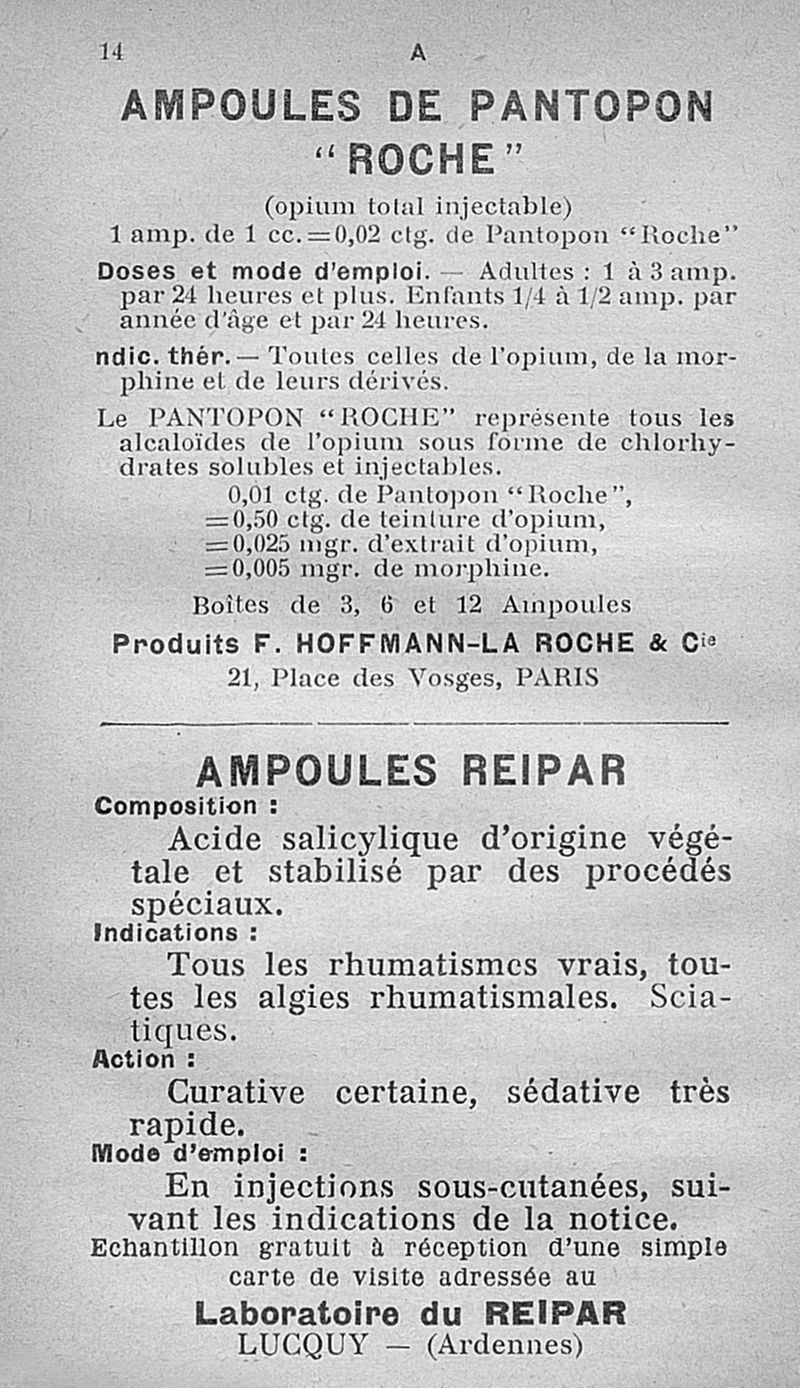 14 A
AMPOULES DE PANTOPON
“ROCHE”
(opium total injectable)
1 amp. de 1 cc.=0,02 ctg. de Pantopon “Roche”
Doses et mode d'emploi. — Adultes : 1 à 3 amp.
par 24 heures et plus. Enfants 1/4 à 1/2 amp. par
année d'âge et par 24 heures.
ndic. thér. — Toutes celles de l'opium, de la mor-
phine et de leurs dérivés.
Le PANTOPON “ROCHE” représente tous les
alcaloïdes de l'opium sous forme de chlorhy-
drates solubles et injectables.
0,01 ctg. de Pantopon “Roche”,
=0,50 ctg. de teinture d'opium,
=0,025 mgr. d'extrait d'opium,
=0,005 mgr. de morphine.
Boîtes de 3, 6 et 12 Ampoules
Produits F. HOFFMANN-LA ROCHE & Cie
21, Place des Vosges, PARIS
AMPOULES REIPAR
Composition :
Acide salicylique d'origine végé-
tale et stabilisé par des procédés
spéciaux.
Indications :
Tous les rhumatismes vrais, tou-
tes les algies rhumatismales. Scia-
tiques.
Action :
Curative certaine, sédative très
rapide.
Mode d'emploi :
En injections sous-cutanées, sui-
vant les indications de la notice.
Echantillon gratuit à réception d'une simple
carte de visite adressée au
Laboratoire du REIPAR
LUCQUY — (Ardennes)